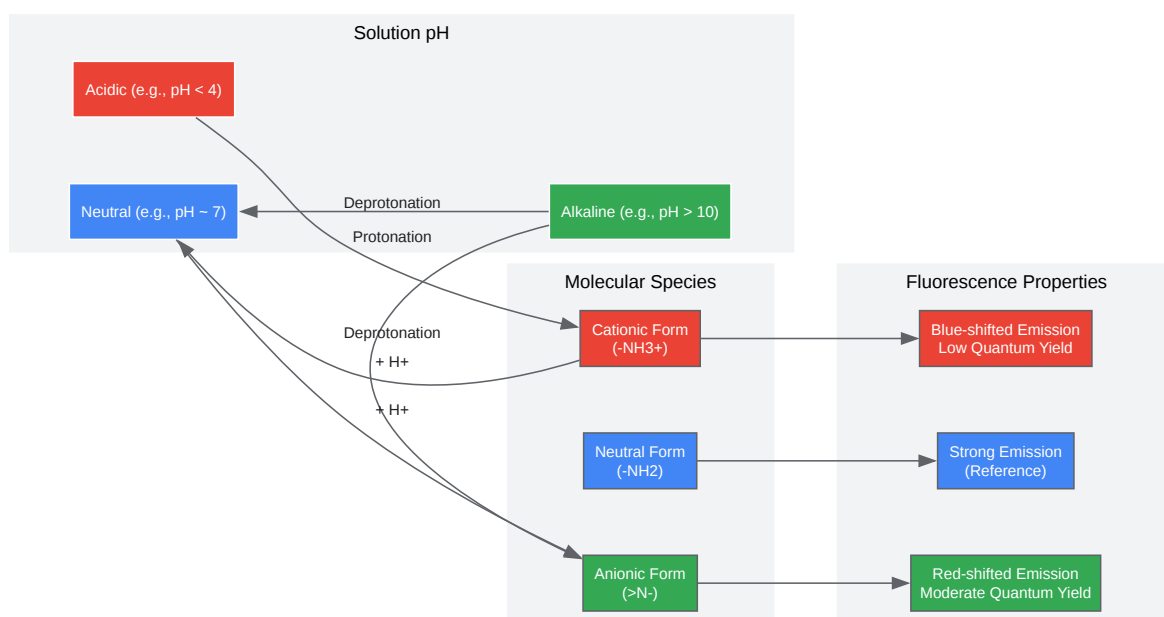 Solution pH
Acidic (e.g., pH < 4)
Neutral (e.g., pH ~ 7)
Deprotonation
Alkaline (e.g., pH > 10)
Protonation
Molecular Species
Fluorescence Properties
Cationic Form
(-NH3+)
Blue-shifted Emission
Low Quantum Yield
Deprotonation
+ H+
+ H+
Neutral Form
(-NH2)
Strong Emission
(Reference)
Anionic Form
(>N-)
Red-shifted Emission
Moderate Quantum Yield